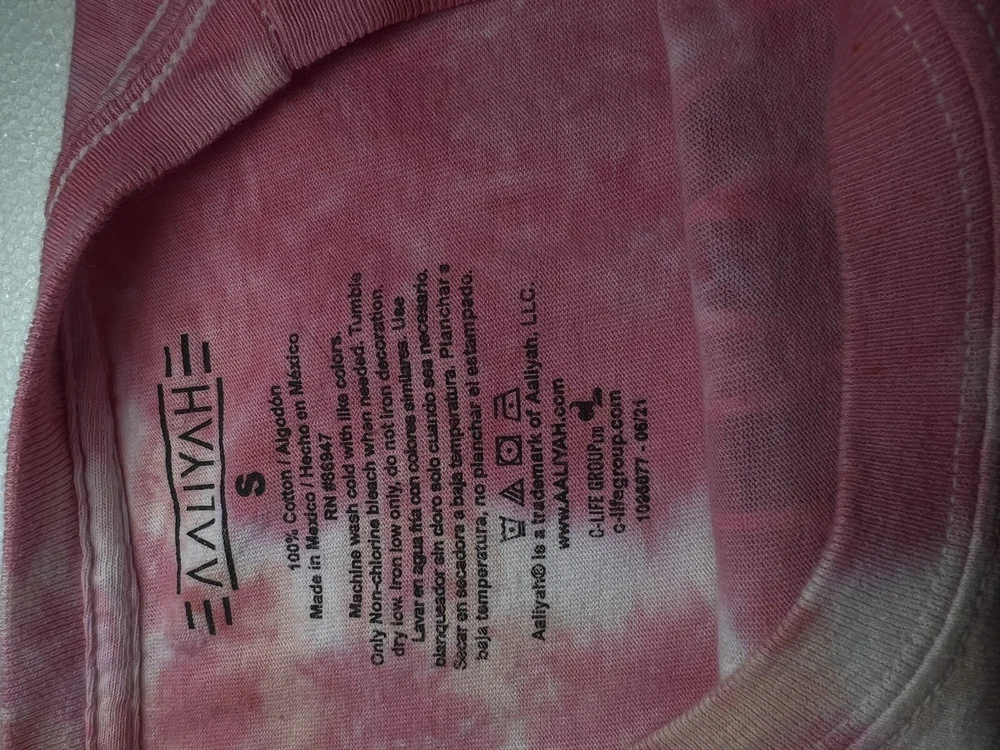 AALIYAH
S
100% Cotton / Algodón
Made in Mexico / Hecho en México
RN #86947
Machine wash cold with like colors.
Only Non-chlorine bleach when needed. Tumble
dry low. Iron low only, do not iron decoration.
Lavar en agua fria con colores similares. Use
blanqueador sin cloro solo cuando sea necesario.
Secar en secadora a baja temperatura. Planchar a
baja temperatura, no planchar el estampado.
Aaliyah® is a trademark of Aaliyah. LLC.
www.AALIYAH.com
C-LIFE GROUP LTD
c-lifegroup.com
- 06/21